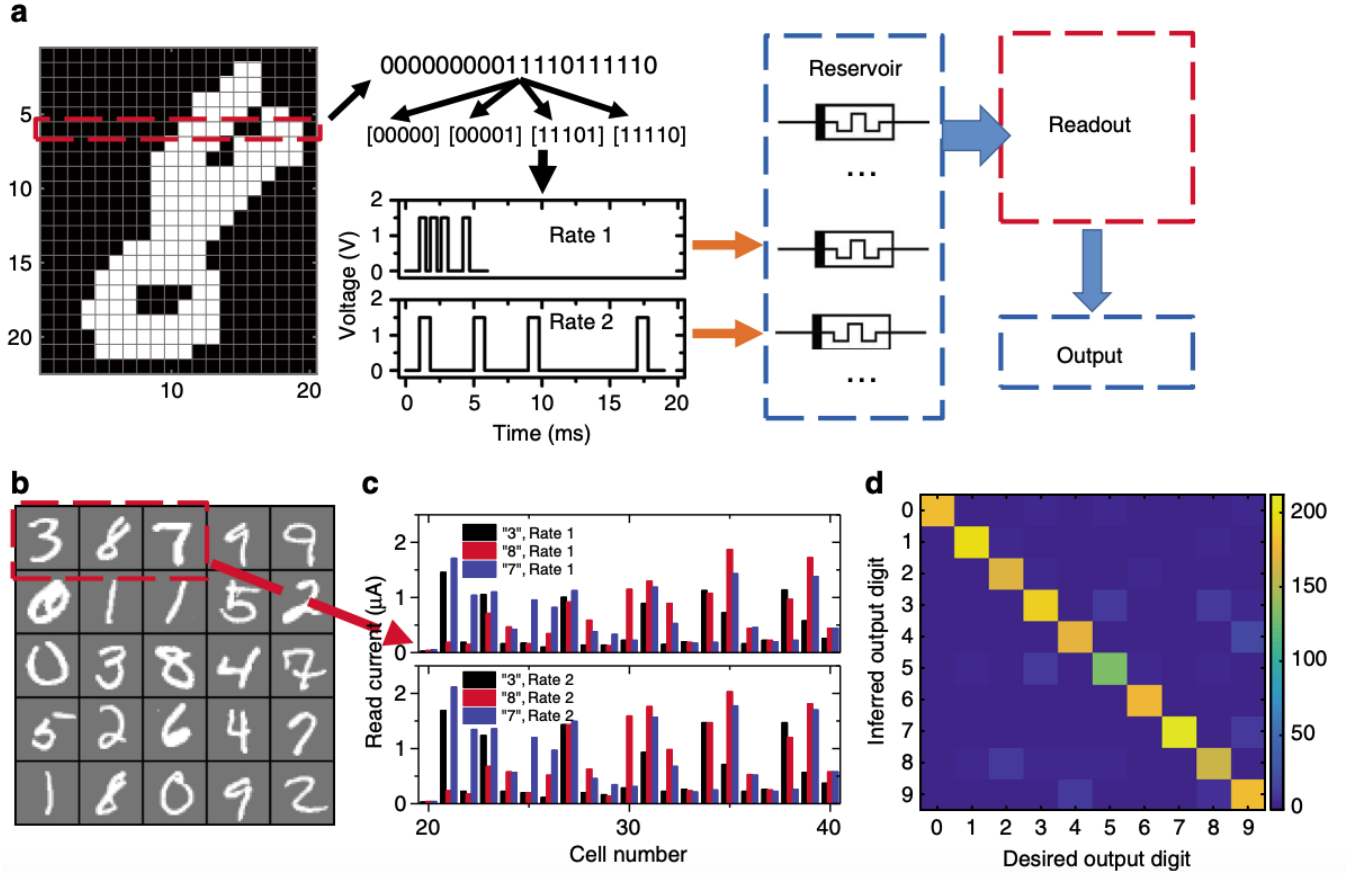 a
00000000001111011110
[00000] [00001] [11101] [11110]
5
10
15
20
10 20
Voltage (V)
2
1
0
Rate 1
2
1
0
Rate 2
0 5 10 15 20
Time (ms)
Reservoir
...
...
Readout
Output
b
3 8 7 9 9
0 1 1 5 2
0 3 8 4 7
5 2 6 4 7
1 8 0 9 2
c
Read current (µA)
2
1
0
"3", Rate 1
"8", Rate 1
"7", Rate 1
2
1
0
"3", Rate 2
"8", Rate 2
"7", Rate 2
20 30 40
Cell number
d
Inferred output digit
0
1
2
3
4
5
6
7
8
9
0 1 2 3 4 5 6 7 8 9
Desired output digit
200
150
100
50
0